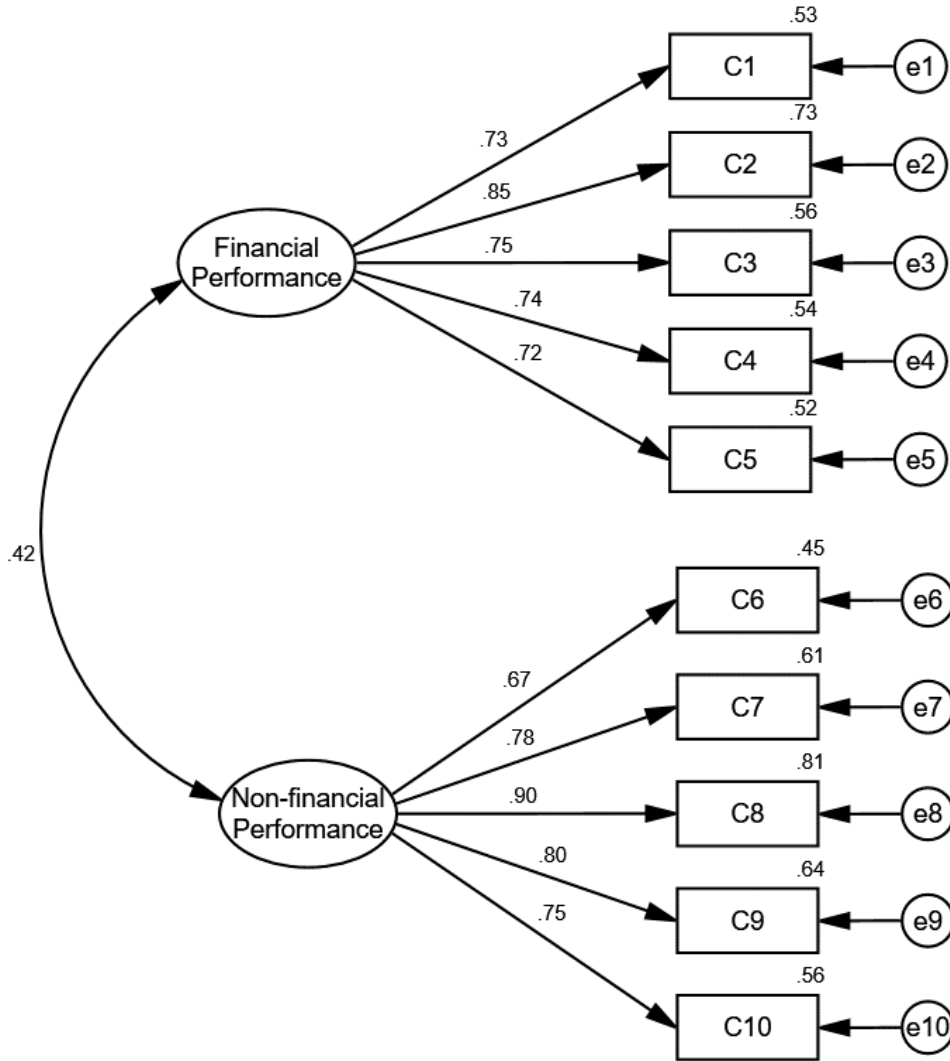 .53
C1
e1
.73
.73
C2
e2
.85
.56
Financial
Performance
.75
C3
e3
.74
.54
C4
e4
.72
.52
C5
e5
.42
.45
C6
e6
.67
.61
C7
e7
.78
.81
Non-financial
Performance
.90
C8
e8
.80
.64
C9
e9
.75
.56
C10
e10